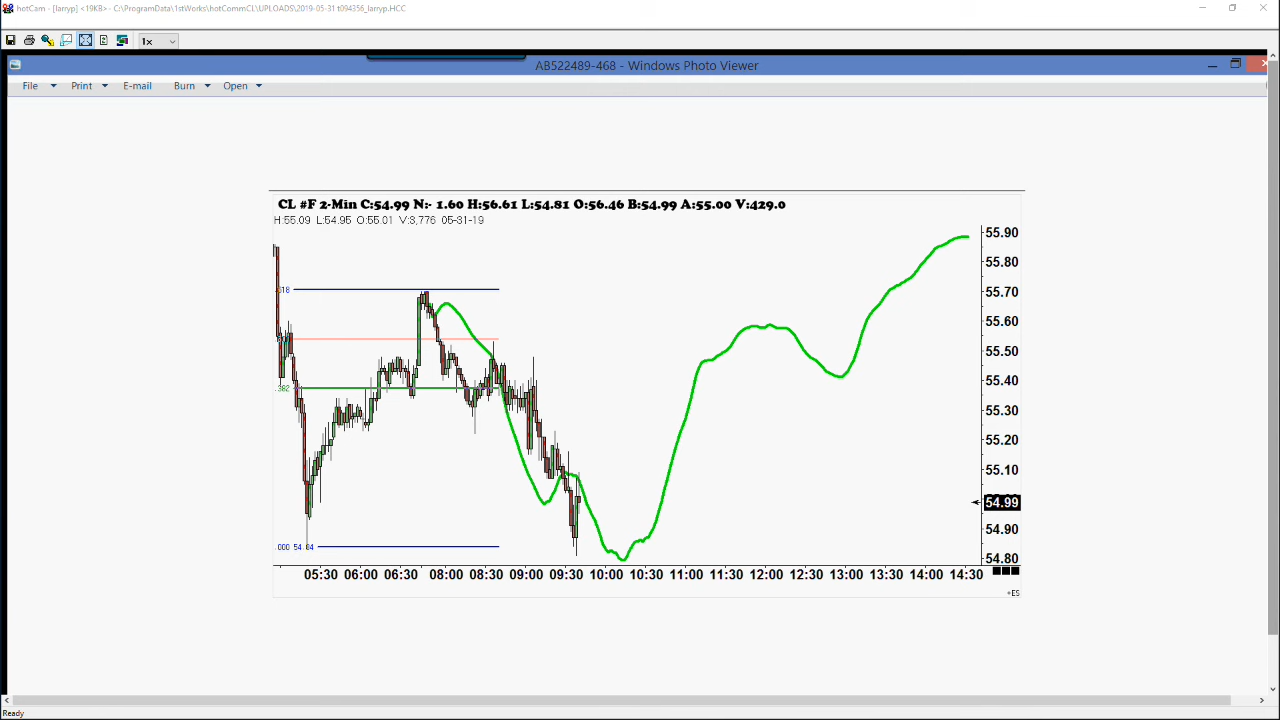 hotCam - [larryp] <19KB> - C:\ProgramData\1stWorks\hotCommCL\UPLOADS\2019-05-31 t094356_larryp.HCC
1x
AB522489-468 - Windows Photo Viewer
File Print E-mail Burn Open
CL #F 2-Min C:54.99 N:- 1.60 H:56.61 L:54.81 O:56.46 B:54.99 A:55.00 V:429.0
H:55.09 L:54.95 O:55.01 V:3,776 05-31-19
55.90
55.80
55.70
55.60
55.50
55.40
.382
55.30
55.20
55.10
54.99
54.90
54.80
.000
05:30 06:00 06:30 07:00 08:00 08:30 09:00 09:30 10:00 10:30 11:00 11:30 12:00 12:30 13:00 13:30 14:00 14:30
+ES
Ready